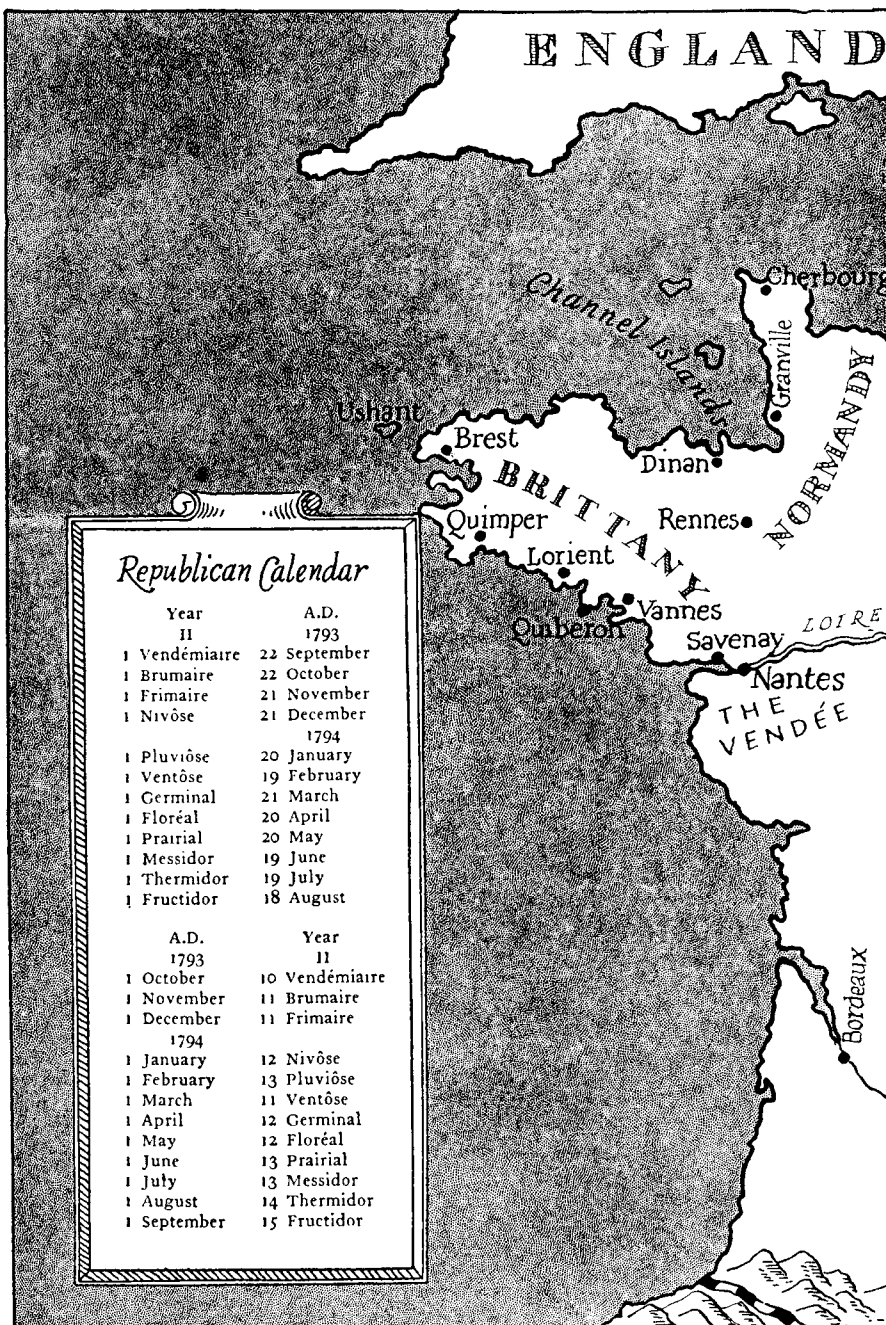 ENGLAND
Cherbourg
Channel Islands
Granville
NORMANDY
Ushant
Brest
Dinan
BRITTANY
Quimper
Rennes
Lorient
Vannes
Quiberon
Savenay
LOIRE
Nantes
THE
VENDÉE
Bordeaux
Republican Calendar
Year A.D.
II 1793
1 Vendémiaire 22 September
1 Brumaire 22 October
1 Frimaire 21 November
1 Nivôse 21 December
1794
1 Pluviôse 20 January
1 Ventôse 19 February
1 Germinal 21 March
1 Floréal 20 April
1 Prairial 20 May
1 Messidor 19 June
1 Thermidor 19 July
1 Fructidor 18 August
A.D. Year
1793 II
1 October 10 Vendémiaire
1 November 11 Brumaire
1 December 11 Frimaire
1794
1 January 12 Nivôse
1 February 13 Pluviôse
1 March 11 Ventôse
1 April 12 Germinal
1 May 12 Floréal
1 June 13 Prairial
1 July 13 Messidor
1 August 14 Thermidor
1 September 15 Fructidor